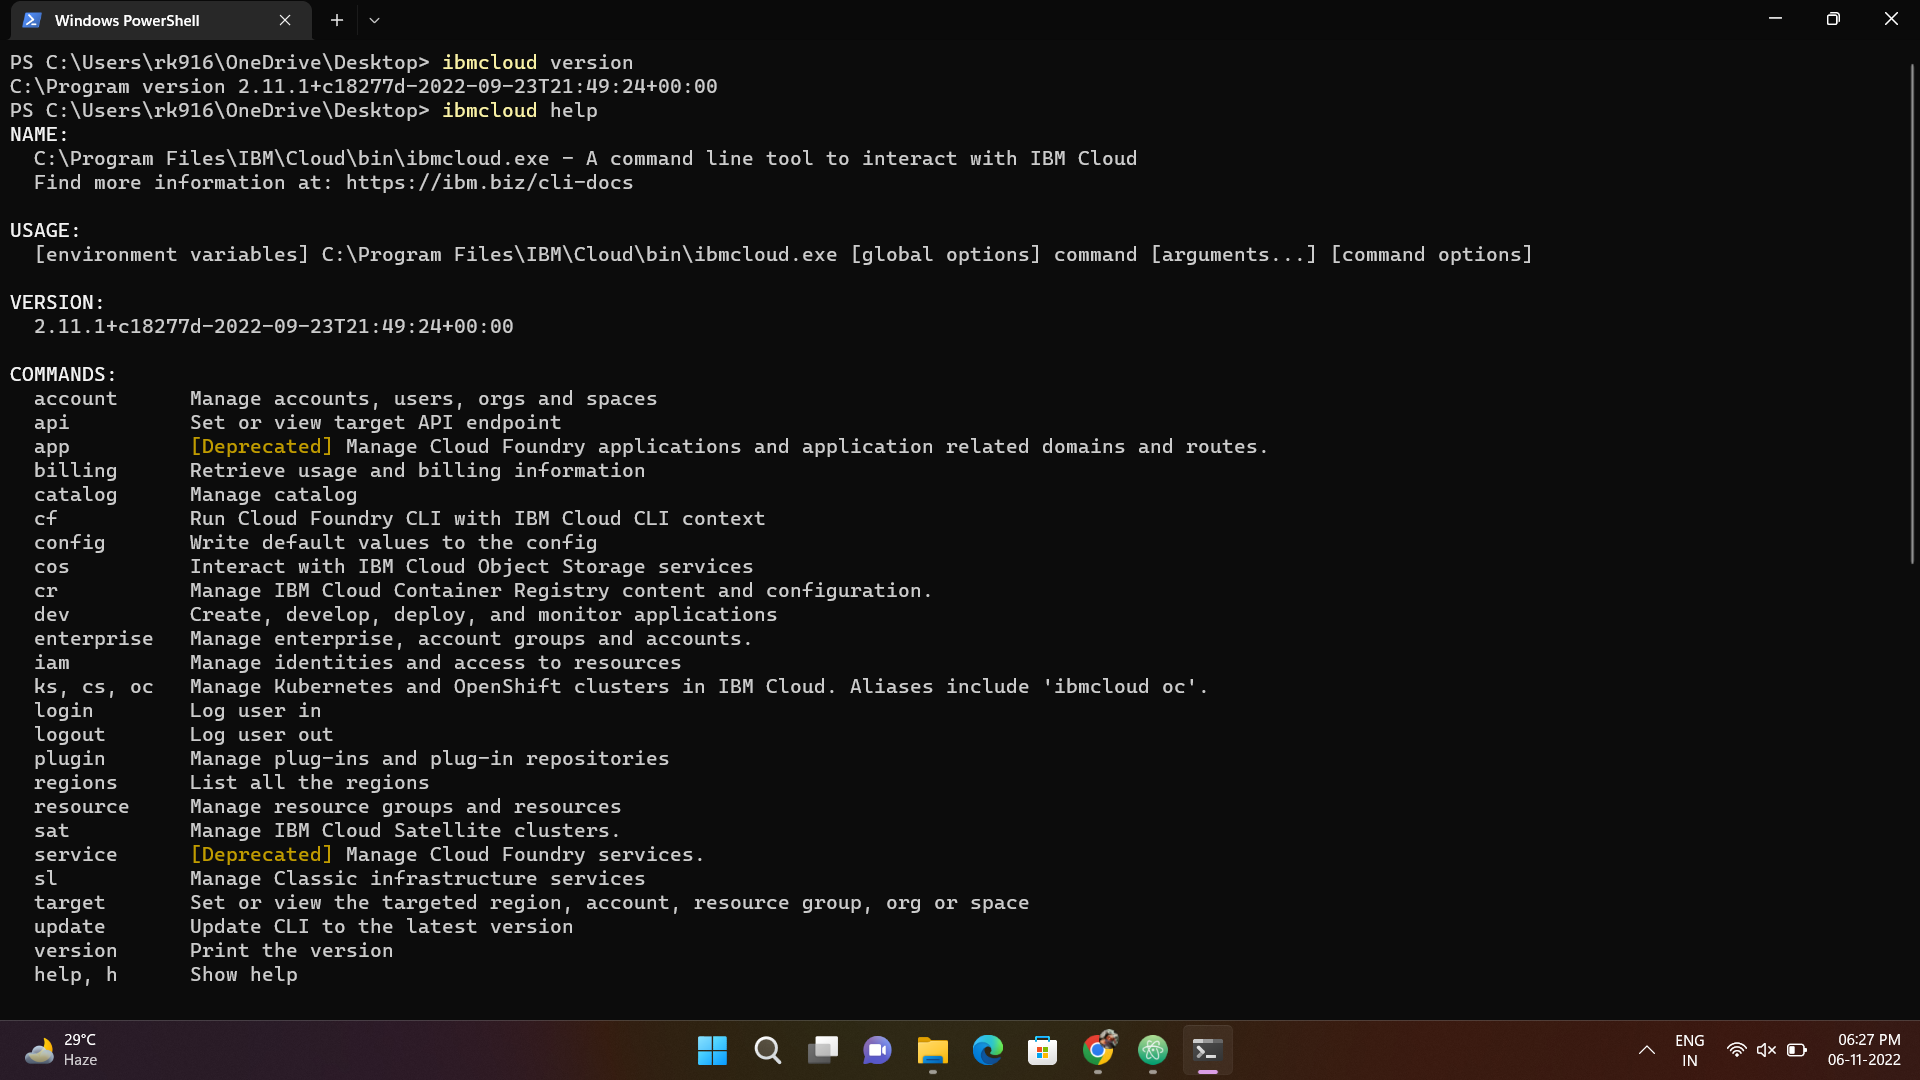 Windows PowerShell
PS C:\Users\rk916\OneDrive\Desktop> ibmcloud version
C:\Program version 2.11.1+c18277d-2022-09-23T21:49:24+00:00
PS C:\Users\rk916\OneDrive\Desktop> ibmcloud help
NAME:
  C:\Program Files\IBM\Cloud\bin\ibmcloud.exe - A command line tool to interact with IBM Cloud
  Find more information at: https://ibm.biz/cli-docs

USAGE:
  [environment variables] C:\Program Files\IBM\Cloud\bin\ibmcloud.exe [global options] command [arguments...] [command options]

VERSION:
  2.11.1+c18277d-2022-09-23T21:49:24+00:00

COMMANDS:
  account      Manage accounts, users, orgs and spaces
  api          Set or view target API endpoint
  app          [Deprecated] Manage Cloud Foundry applications and application related domains and routes.
  billing      Retrieve usage and billing information
  catalog      Manage catalog
  cf           Run Cloud Foundry CLI with IBM Cloud CLI context
  config       Write default values to the config
  cos          Interact with IBM Cloud Object Storage services
  cr           Manage IBM Cloud Container Registry content and configuration.
  dev          Create, develop, deploy, and monitor applications
  enterprise   Manage enterprise, account groups and accounts.
  iam          Manage identities and access to resources
  ks, cs, oc   Manage Kubernetes and OpenShift clusters in IBM Cloud. Aliases include 'ibmcloud oc'.
  login        Log user in
  logout       Log user out
  plugin       Manage plug-ins and plug-in repositories
  regions      List all the regions
  resource     Manage resource groups and resources
  sat          Manage IBM Cloud Satellite clusters.
  service      [Deprecated] Manage Cloud Foundry services.
  sl           Manage Classic infrastructure services
  target       Set or view the targeted region, account, resource group, org or space
  update       Update CLI to the latest version
  version      Print the version
  help, h      Show help
29°C
Haze
ENG
IN
06:27 PM
06-11-2022